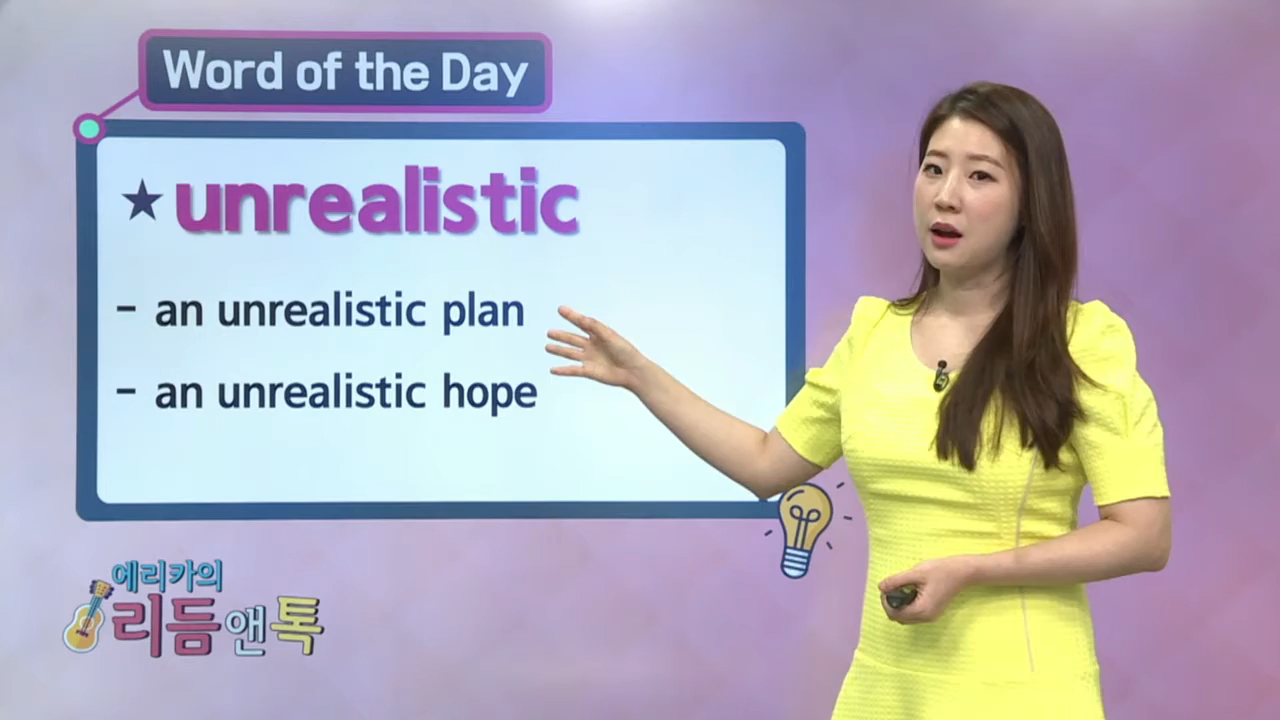 Word of the Day
★ unrealistic
- an unrealistic plan
- an unrealistic hope
에리카의
리듬앤톡